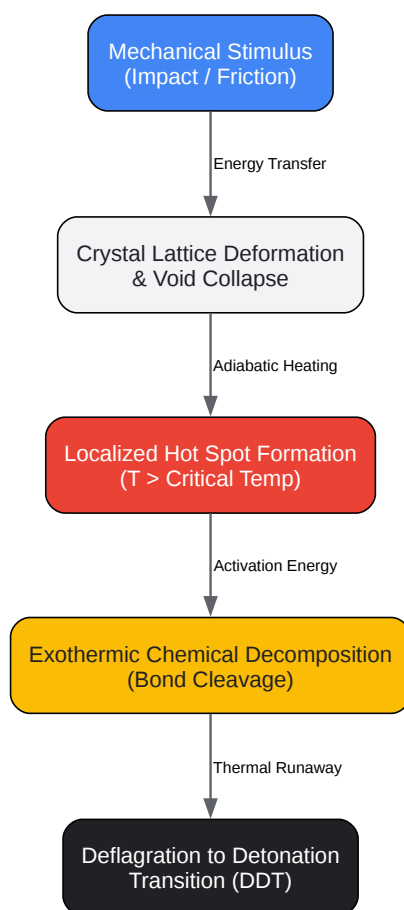 Mechanical Stimulus
(Impact / Friction)
Energy Transfer
Crystal Lattice Deformation
& Void Collapse
Adiabatic Heating
Localized Hot Spot Formation
(T > Critical Temp)
Activation Energy
Exothermic Chemical Decomposition
(Bond Cleavage)
Thermal Runaway
Deflagration to Detonation
Transition (DDT)